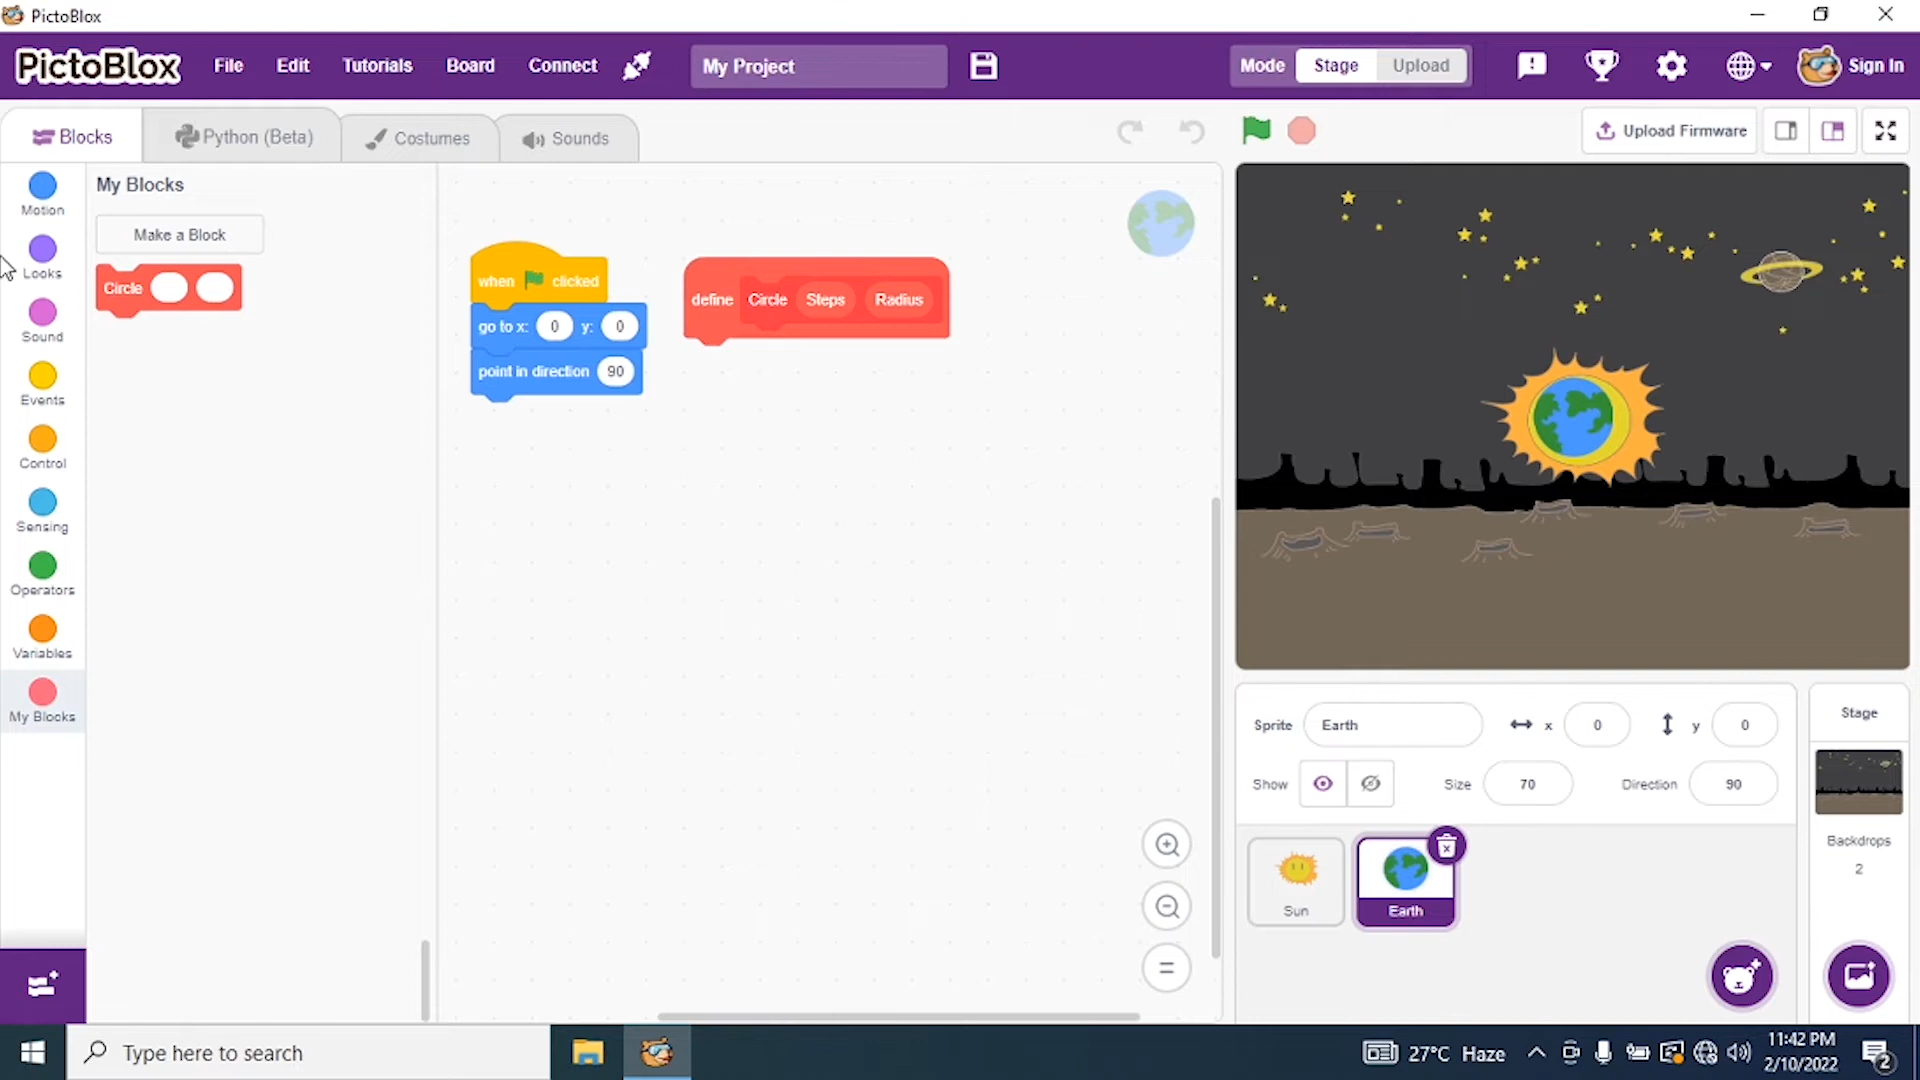 PictoBlox
PictoBlox File Edit Tutorials Board Connect My Project Mode Stage Upload Sign In
Blocks Python (Beta) Costumes Sounds Upload Firmware
Motion
Looks
Sound
Events
Control
Sensing
Operators
Variables
My Blocks
My Blocks
Make a Block
Circle
when clicked
go to x: 0 y: 0
point in direction 90
define Circle Steps Radius
Sprite Earth x 0 y 0
Show Size 70 Direction 90
Sun
Earth
Stage
Backdrops
2
Type here to search
27°C Haze
11:42 PM
2/10/2022
2